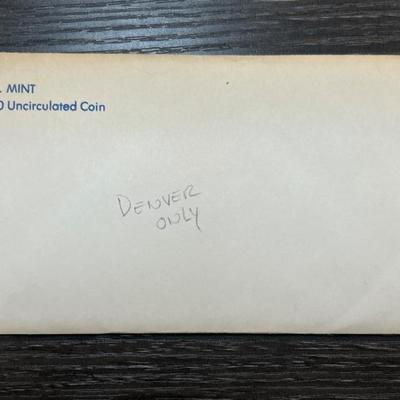 . MINT
0 Uncirculated Coin
DENVER
ONLY